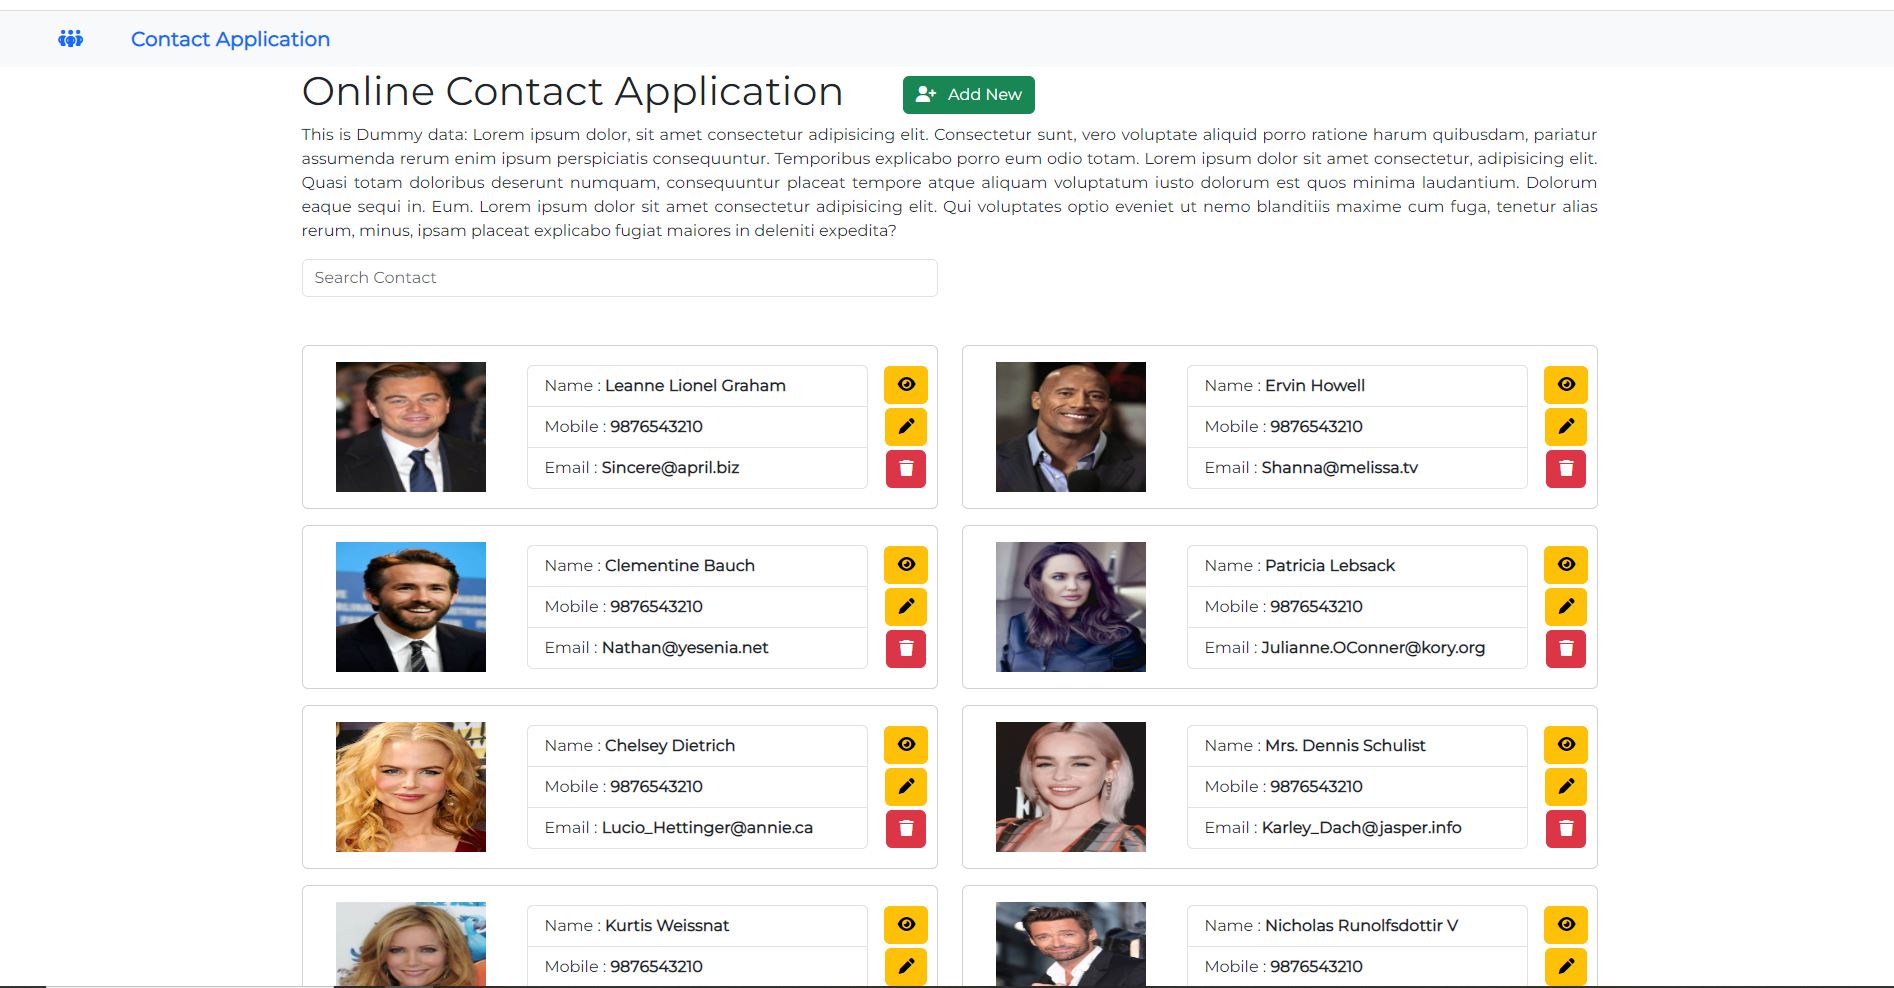 Contact Application
Online Contact Application
Add New
This is Dummy data: Lorem ipsum dolor, sit amet consectetur adipisicing elit. Consectetur sunt, vero voluptate aliquid porro ratione harum quibusdam, pariatur
assumenda rerum enim ipsum perspiciatis consequuntur. Temporibus explicabo porro eum odio totam. Lorem ipsum dolor sit amet consectetur, adipisicing elit.
Quasi totam doloribus deserunt numquam, consequuntur placeat tempore atque aliquam voluptatum iusto dolorum est quos minima laudantium. Dolorum
eaque sequi in. Eum. Lorem ipsum dolor sit amet consectetur adipisicing elit. Qui voluptates optio eveniet ut nemo blanditiis maxime cum fuga, tenetur alias
rerum, minus, ipsam placeat explicabo fugiat maiores in deleniti expedita?
Search Contact
Name : Leanne Lionel Graham
Mobile : 9876543210
Email : Sincere@april.biz
Name : Ervin Howell
Mobile : 9876543210
Email : Shanna@melissa.tv
Name : Clementine Bauch
Mobile : 9876543210
Email : Nathan@yesenia.net
Name : Patricia Lebsack
Mobile : 9876543210
Email : Julianne.OConner@kory.org
Name : Chelsey Dietrich
Mobile : 9876543210
Email : Lucio_Hettinger@annie.ca
Name : Mrs. Dennis Schulist
Mobile : 9876543210
Email : Karley_Dach@jasper.info
Name : Kurtis Weissnat
Mobile : 9876543210
Name : Nicholas Runolfsdottir V
Mobile : 9876543210